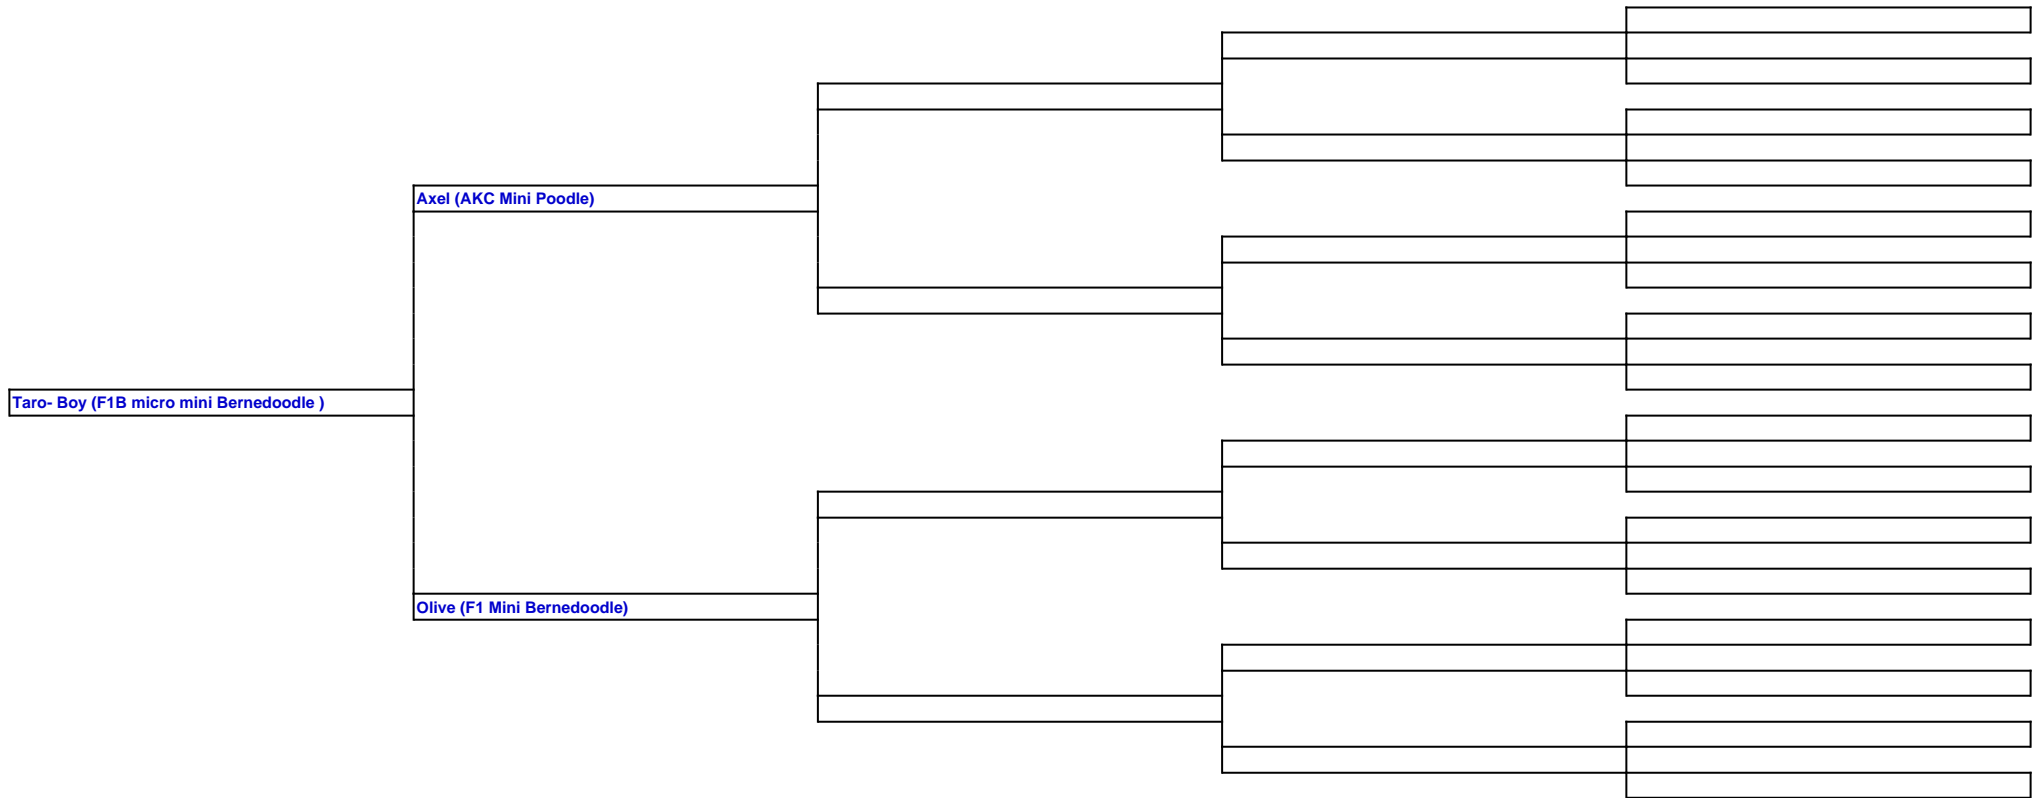 Axel (AKC Mini Poodle)
Taro- Boy (F1B micro mini Bernedoodle )
Olive (F1 Mini Bernedoodle)